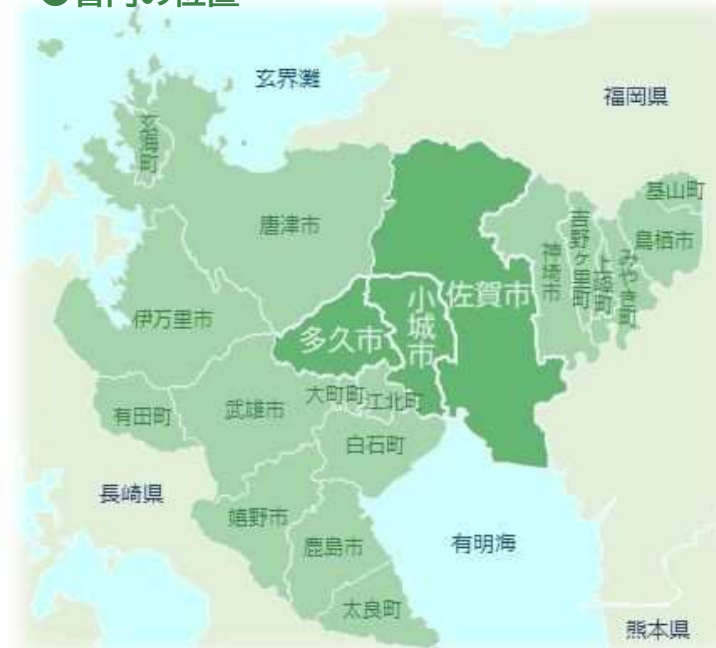 ●管内の位置
玄界灘
福岡県
玄海町
基山町
唐津市
吉野ヶ里町
鳥栖市
神埼市
上峰町
みやき町
小城市
佐賀市
伊万里市
多久市
大町町
江北町
有田町
武雄市
白石町
長崎県
嬉野市
有明海
鹿島市
太良町
熊本県